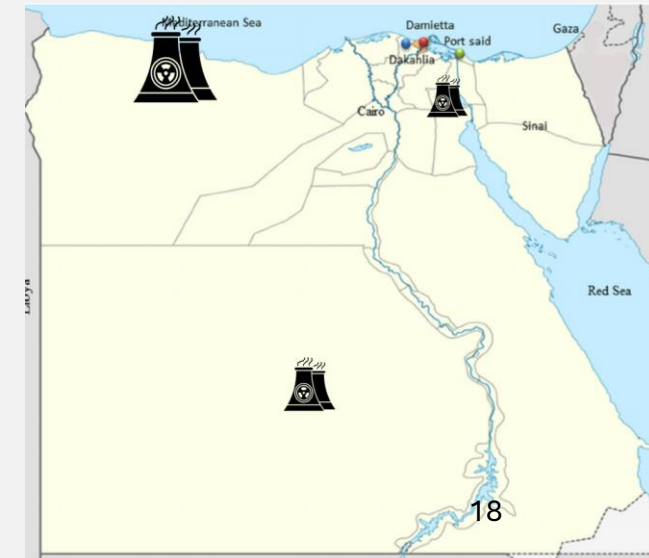 Mediterranean Sea
Damietta
Gaza
Port said
Dakahlia
Cairo
Sinai
Libya
Red Sea
18